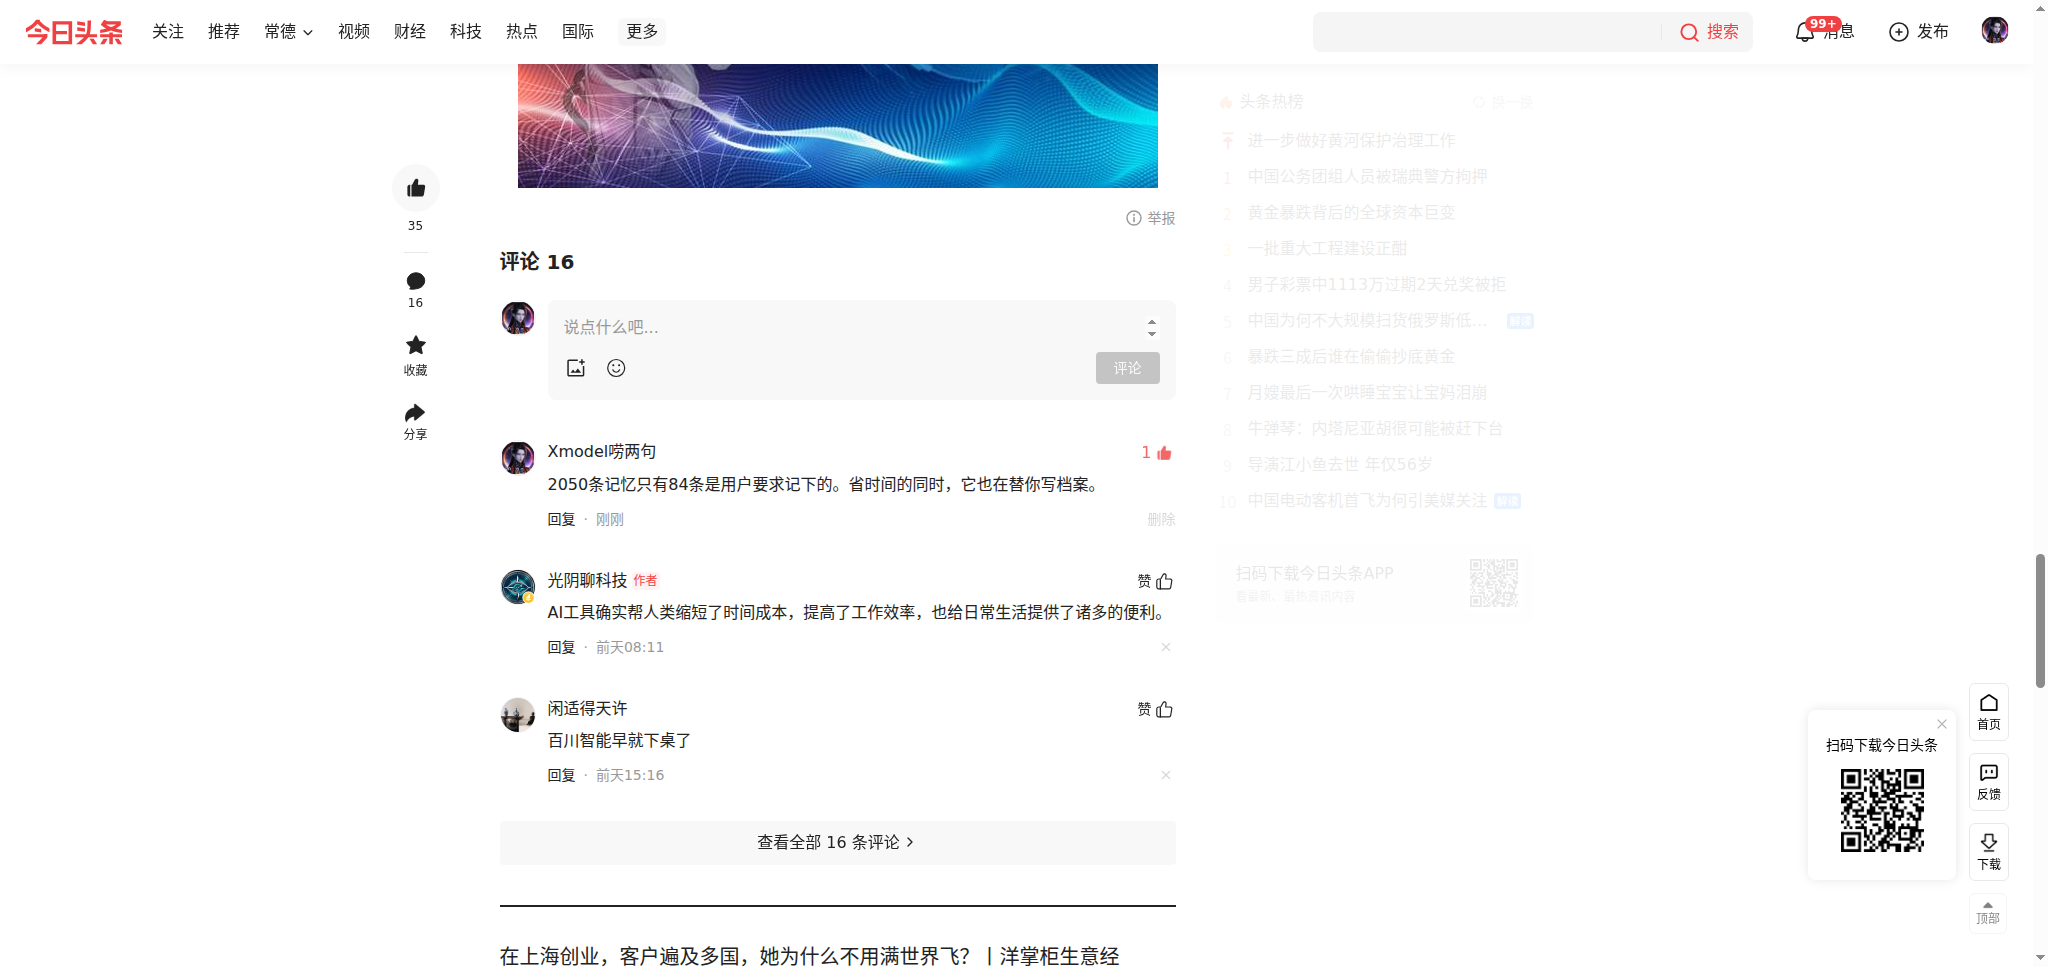 今日头条
关注
推荐
常德
视频
财经
科技
热点
国际
更多
搜索
99+
消息
发布
35
16
收藏
分享
举报
评论 16
说点什么吧...
评论
Xmodel唠两句
1
2050条记忆只有84条是用户要求记下的。省时间的同时，它也在替你写档案。
回复 · 刚刚
删除
光阴聊科技 作者
赞
AI工具确实帮人类缩短了时间成本，提高了工作效率，也给日常生活提供了诸多的便利。
回复 · 前天08:11
闲适得天许
赞
百川智能早就下桌了
回复 · 前天15:16
查看全部 16 条评论
在上海创业，客户遍及多国，她为什么不用满世界飞？丨洋掌柜生意经
头条热榜
换一换
进一步做好黄河保护治理工作
1 中国公务团组人员被瑞典警方拘押
2 黄金暴跌背后的全球资本巨变
3 一批重大工程建设正酣
4 男子彩票中1113万过期2天兑奖被拒
5 中国为何不大规模扫货俄罗斯低...
6 暴跌三成后谁在偷偷抄底黄金
7 月嫂最后一次哄睡宝宝让宝妈泪崩
8 牛弹琴：内塔尼亚胡很可能被赶下台
9 导演江小鱼去世 年仅56岁
10 中国电动客机首飞为何引美媒关注
扫码下载今日头条APP
看最新、最热资讯内容
扫码下载今日头条
首页
反馈
下载
顶部